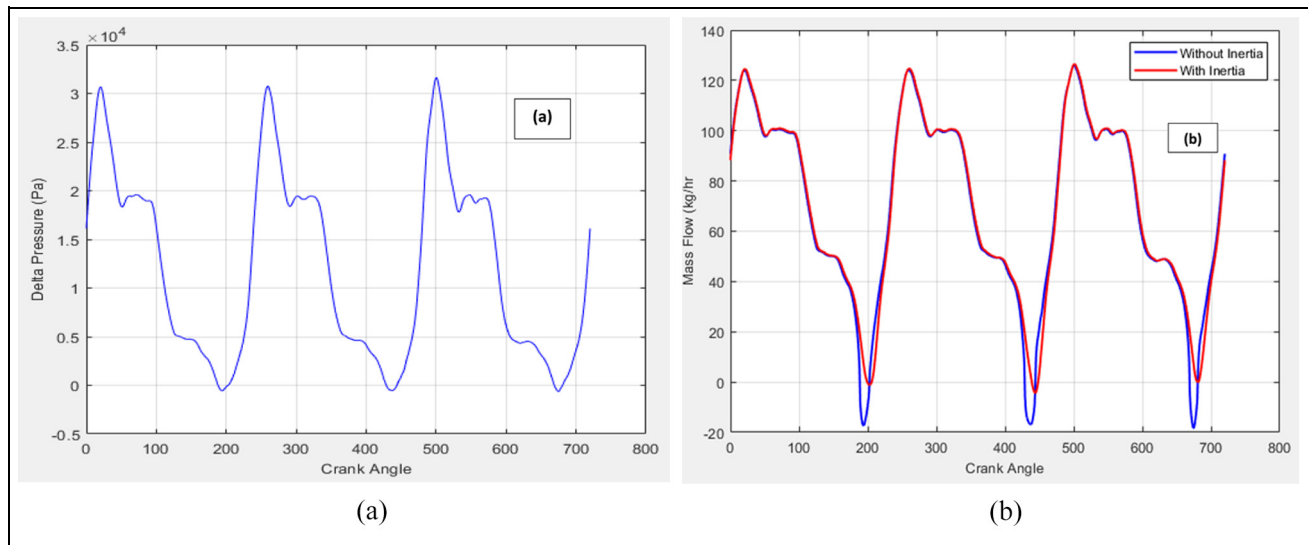 ×10⁴
3.5
3
2.5
2
1.5
1
0.5
0
-0.5
0 100 200 300 400 500 600 700 800
Delta Pressure (Pa)
Crank Angle
(a)
(a)
140
120
100
80
60
40
20
0
-20
0 100 200 300 400 500 600 700 800
Mass Flow (kg/hr)
Crank Angle
Without Inertia
With Inertia
(b)
(b)